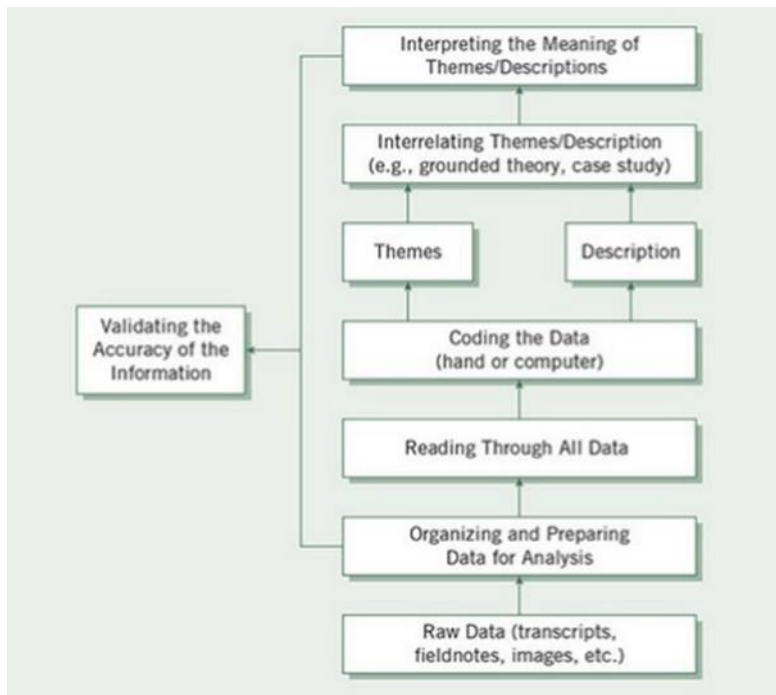 Interpreting the Meaning of
Themes/Descriptions
Interrelating Themes/Description
(e.g., grounded theory, case study)
Themes
Description
Validating the
Accuracy of the
Information
Coding the Data
(hand or computer)
Reading Through All Data
Organizing and Preparing
Data for Analysis
Raw Data (transcripts,
fieldnotes, images, etc.)